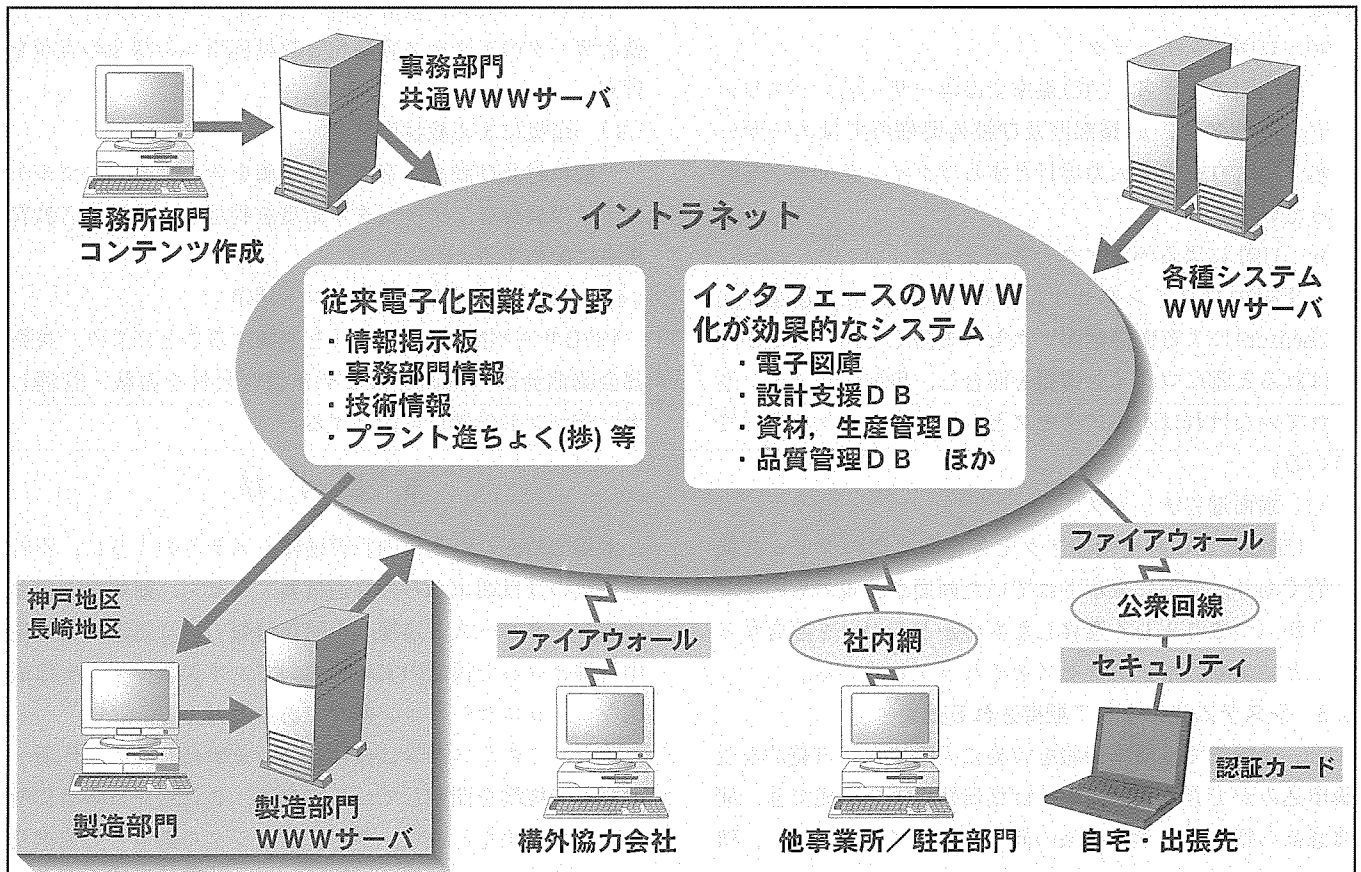 事務部門
共通WWWサーバ
事務所部門
コンテンツ作成
イントラネット
各種システム
WWWサーバ
従来電子化困難な分野
・情報掲示板
・事務部門情報
・技術情報
・プラント進ちょく(捗) 等
インタフェースのWW W
化が効果的なシステム
・電子図庫
・設計支援DB
・資材，生産管理DB
・品質管理DB ほか
神戸地区
長崎地区
製造部門
製造部門
WWWサーバ
ファイアウォール
構外協力会社
社内網
他事業所／駐在部門
ファイアウォール
公衆回線
セキュリティ
認証カード
自宅・出張先